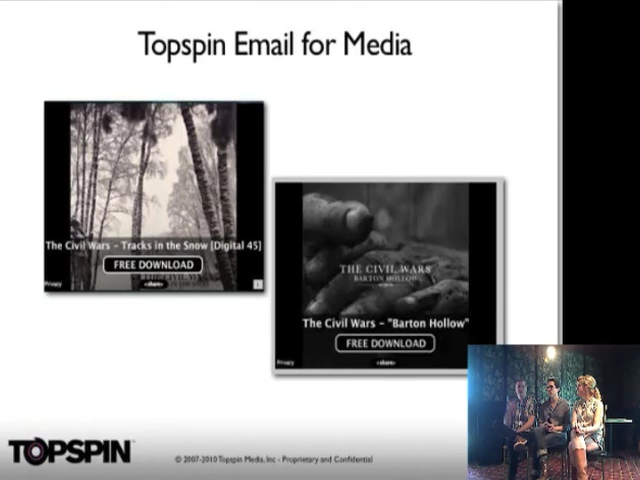 Topspin Email for Media
The Civil Wars - Tracks in the Snow [Digital 45]
FREE DOWNLOAD
Privacy
<share>
i
THE CIVIL WARS
BARTON HOLLOW
The Civil Wars - "Barton Hollow"
FREE DOWNLOAD
Privacy
<share>
TOPSPIN
© 2007-2010 Topspin Media, Inc - Proprietary and Confidential